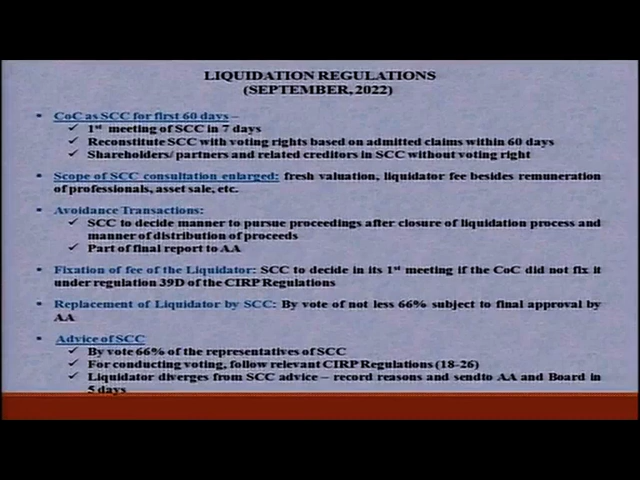 LIQUIDATION REGULATIONS
(SEPTEMBER, 2022)
▪ CoC as SCC for first 60 days –
✓ 1st meeting of SCC in 7 days
✓ Reconstitute SCC with voting rights based on admitted claims within 60 days
✓ Shareholders/ partners and related creditors in SCC without voting right
▪ Scope of SCC consultation enlarged: fresh valuation, liquidator fee besides remuneration
of professionals, asset sale, etc.
▪ Avoidance Transactions:
✓ SCC to decide manner to pursue proceedings after closure of liquidation process and
manner of distribution of proceeds
✓ Part of final report to AA
▪ Fixation of fee of the Liquidator: SCC to decide in its 1st meeting if the CoC did not fix it
under regulation 39D of the CIRP Regulations
▪ Replacement of Liquidator by SCC: By vote of not less 66% subject to final approval by
AA
▪ Advice of SCC
✓ By vote 66% of the representatives of SCC
✓ For conducting voting, follow relevant CIRP Regulations (18-26)
✓ Liquidator diverges from SCC advice – record reasons and sendto AA and Board in
5 days